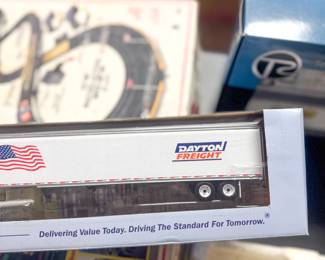 DAYTON
FREIGHT
Delivering Value Today. Driving The Standard For Tomorrow.®